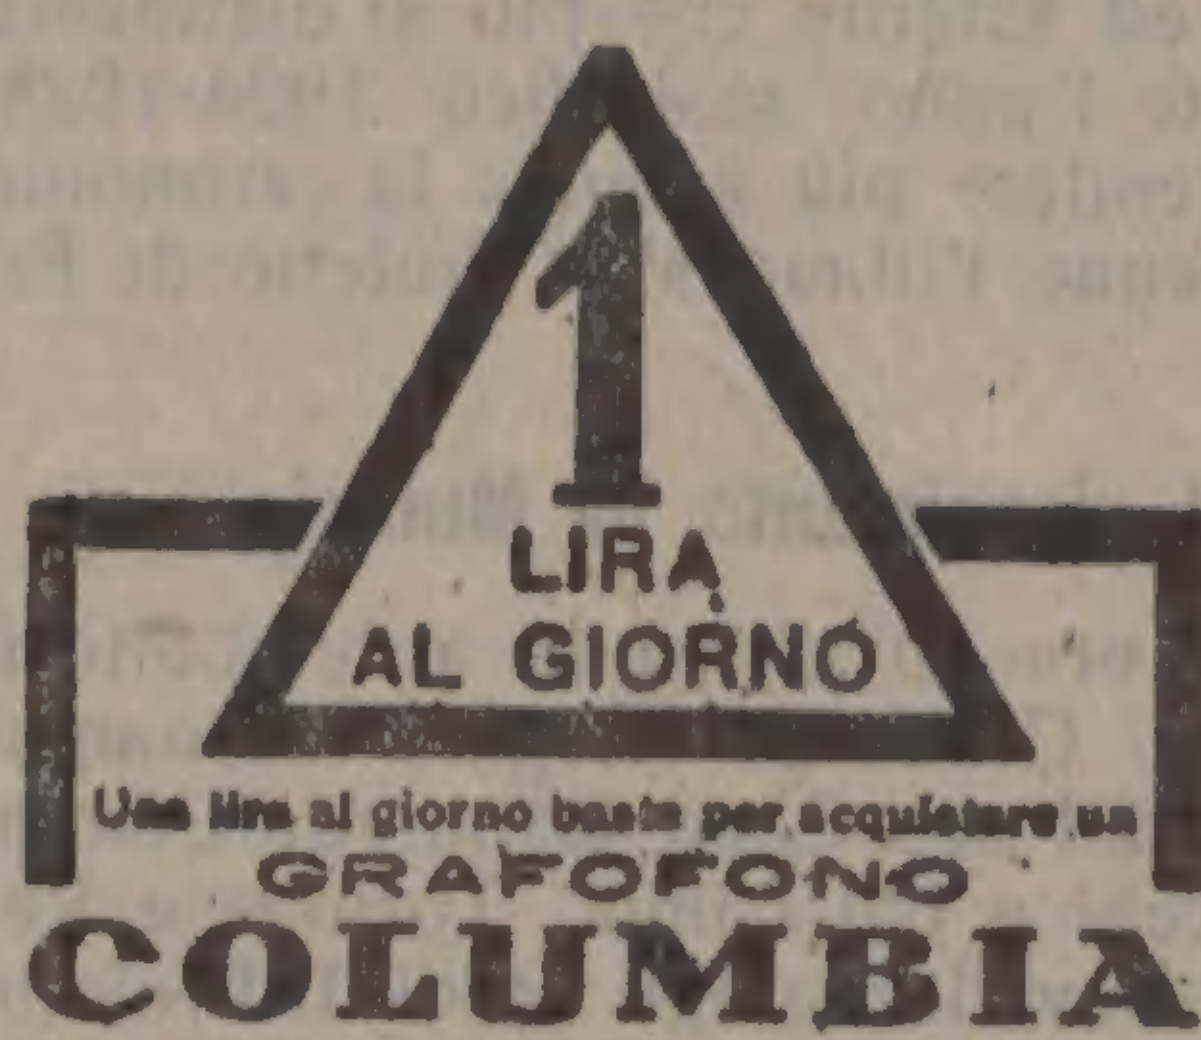 1
LIRA
AL GIORNO
Una lira al giorno basta per acquistare un
GRAFOFONO
COLUMBIA